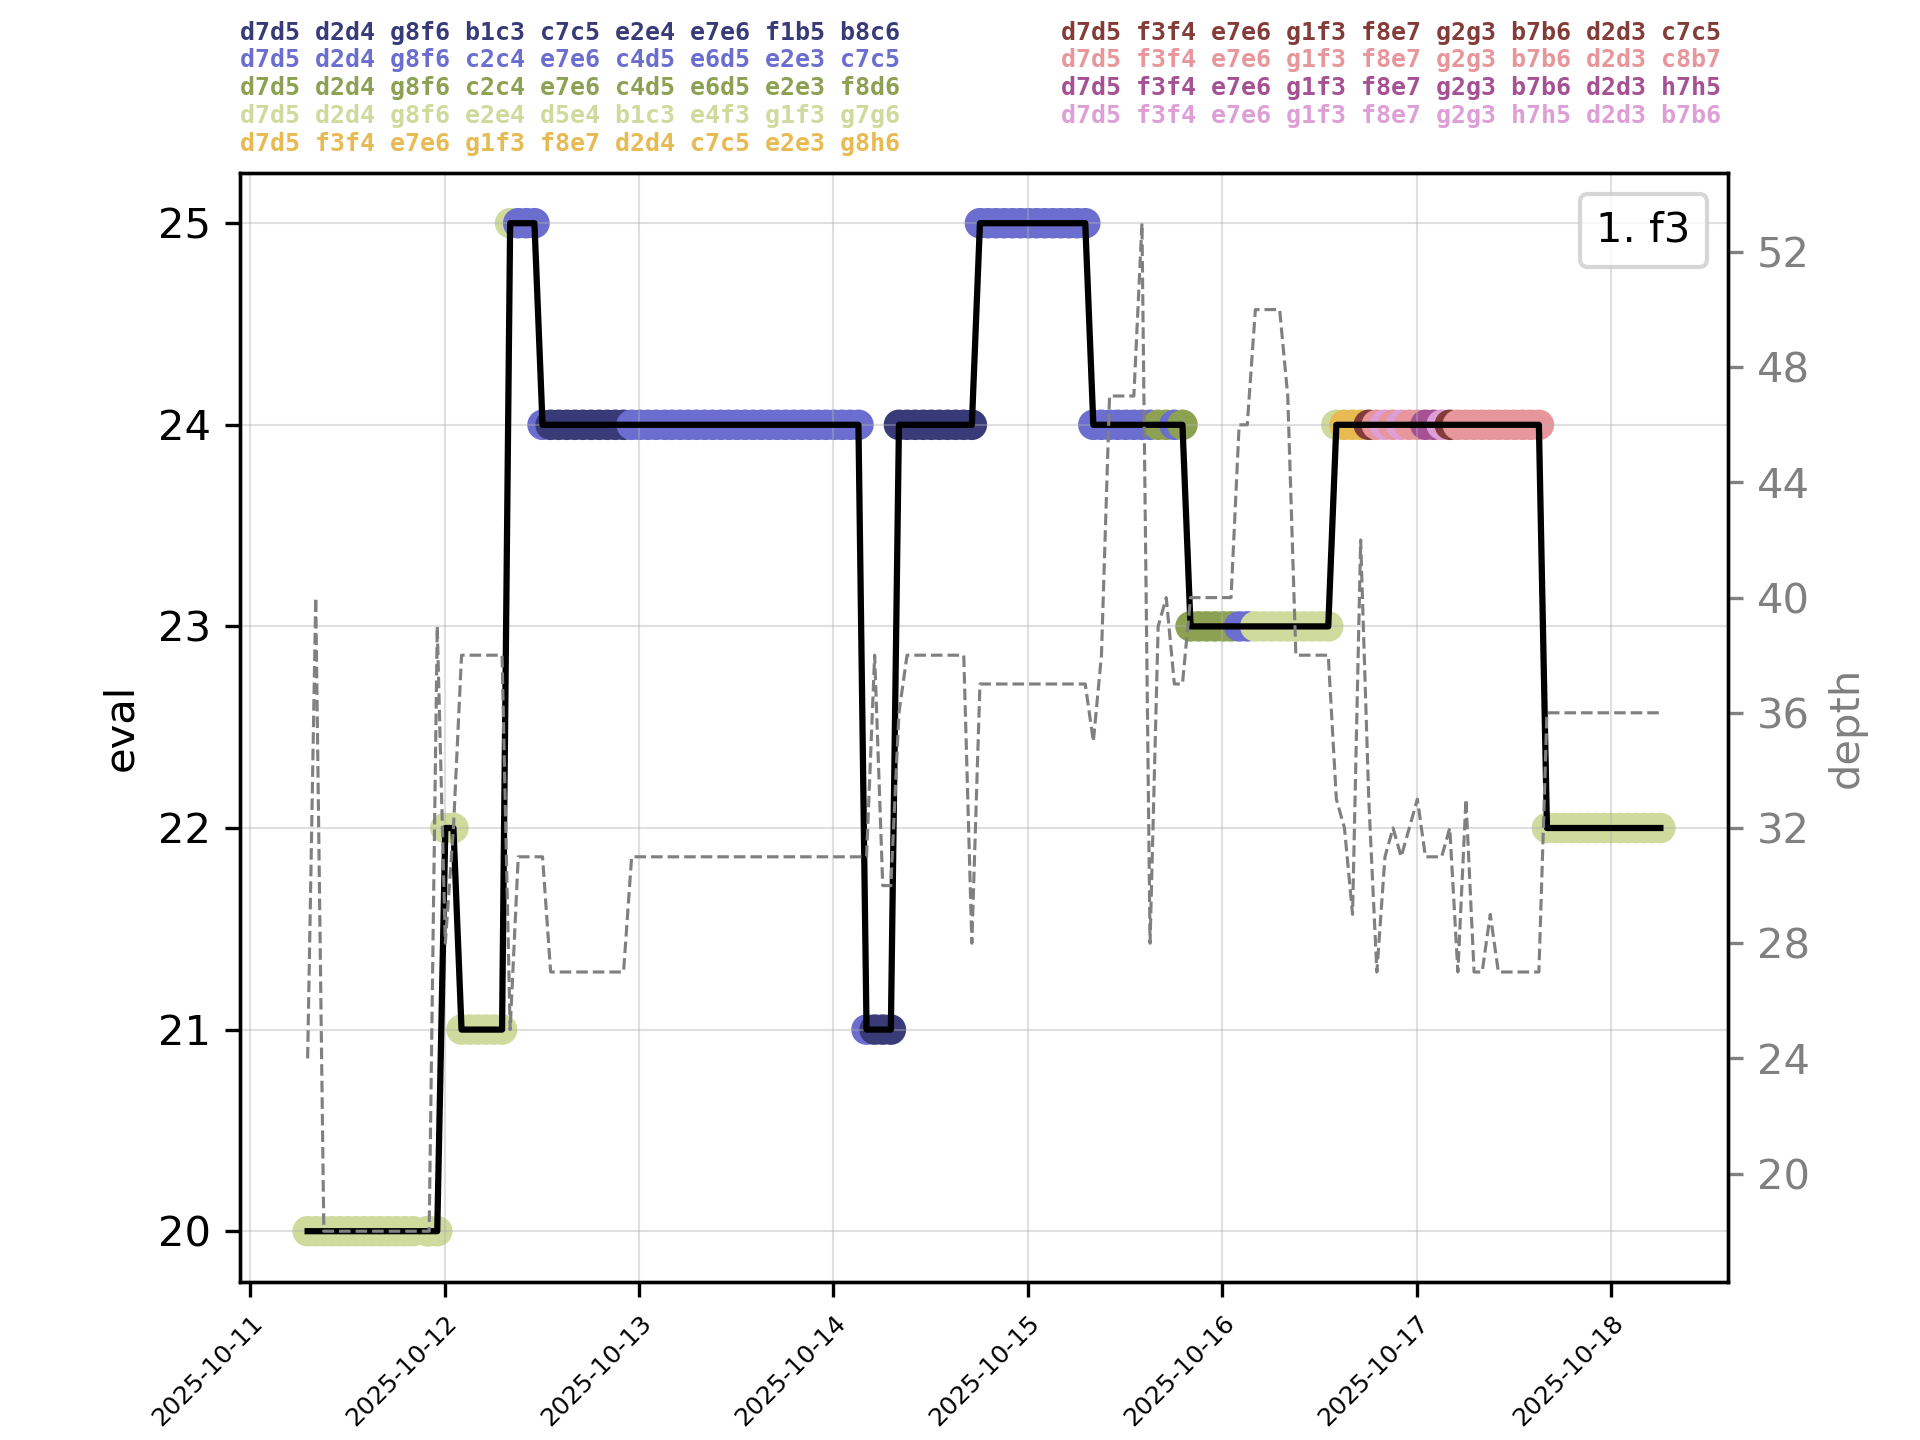 d7d5 d2d4 g8f6 b1c3 c7c5 e2e4 e7e6 f1b5 b8c6
d7d5 d2d4 g8f6 c2c4 e7e6 c4d5 e6d5 e2e3 c7c5
d7d5 d2d4 g8f6 c2c4 e7e6 c4d5 e6d5 e2e3 f8d6
d7d5 d2d4 g8f6 e2e4 d5e4 b1c3 e4f3 g1f3 g7g6
d7d5 f3f4 e7e6 g1f3 f8e7 d2d4 c7c5 e2e3 g8h6
d7d5 f3f4 e7e6 g1f3 f8e7 g2g3 b7b6 d2d3 c7c5
d7d5 f3f4 e7e6 g1f3 f8e7 g2g3 b7b6 d2d3 c8b7
d7d5 f3f4 e7e6 g1f3 f8e7 g2g3 b7b6 d2d3 h7h5
d7d5 f3f4 e7e6 g1f3 f8e7 g2g3 h7h5 d2d3 b7b6
1. f3
25
24
23
22
21
20
eval
52
48
44
40
36
32
28
24
20
depth
2025-10-11
2025-10-12
2025-10-13
2025-10-14
2025-10-15
2025-10-16
2025-10-17
2025-10-18